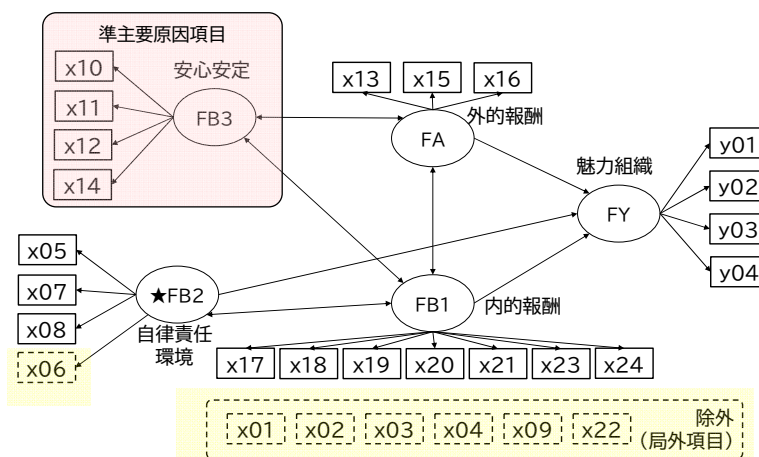 準主要原因項目
安心安定
x10
x11
x12
x14
FB3
x13
x15
x16
外的報酬
FA
魅力組織
FY
y01
y02
y03
y04
x05
x07
x08
x06
★FB2
自律責任
環境
FB1
内的報酬
x17
x18
x19
x20
x21
x23
x24
x01
x02
x03
x04
x09
x22
除外
（局外項目）